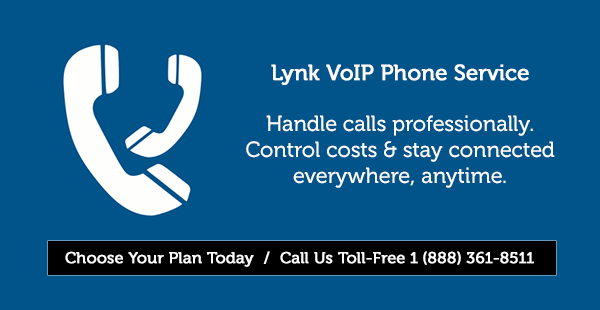 Lynk VoIP Phone Service
Handle calls professionally.
Control costs & stay connected
everywhere, anytime.
Choose Your Plan Today / Call Us Toll-Free 1 (888) 361-8511